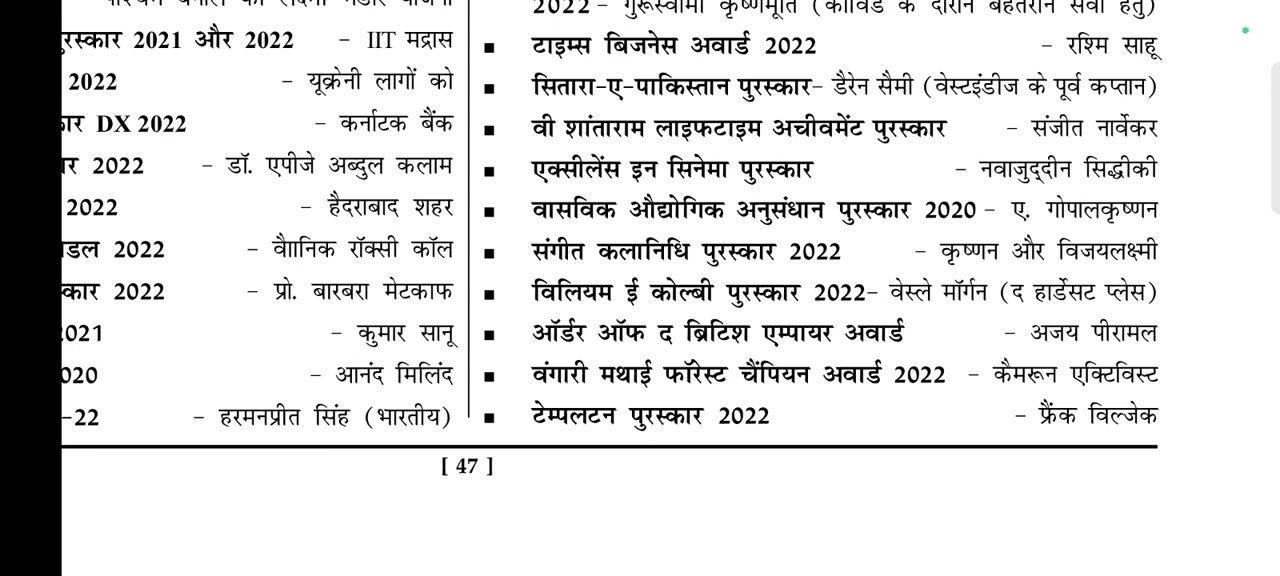 पुरस्कार 2021 और 2022 – IIT मद्रास
2022 – यूक्रेनी लागों को
DX 2022 – कर्नाटक बैंक
2022 – डॉ. एपीजे अब्दुल कलाम
2022 – हैदराबाद शहर
2022 – वैाानिक रॉक्सी कॉल
2022 – प्रो. बारबरा मेटकाफ
2021 – कुमार सानू
– आनंद मिलिंद
-22 – हरमनप्रीत सिंह (भारतीय)
2022 – गुरूस्वामी कृष्णमूर्ति (कोविड के दौरान बेहतरीन सेवा हेतु)
▪ टाइम्स बिजनेस अवार्ड 2022 – रश्मि साहू
▪ सितारा-ए-पाकिस्तान पुरस्कार– डैरेन सैमी (वेस्टइंडीज के पूर्व कप्तान)
▪ वी शांताराम लाइफटाइम अचीवमेंट पुरस्कार – संजीत नार्वेकर
▪ एक्सीलेंस इन सिनेमा पुरस्कार – नवाजुद्दीन सिद्धीकी
▪ वासविक औद्योगिक अनुसंधान पुरस्कार 2020 – ए. गोपालकृष्णन
▪ संगीत कलानिधि पुरस्कार 2022 – कृष्णन और विजयलक्ष्मी
▪ विलियम ई कोल्बी पुरस्कार 2022– वेस्ले मॉर्गन (द हार्डेसट प्लेस)
▪ ऑर्डर ऑफ द ब्रिटिश एम्पायर अवार्ड – अजय पीरामल
▪ वंगारी मथाई फॉरेस्ट चैंपियन अवार्ड 2022 – कैमरून एक्टिविस्ट
▪ टेम्पलटन पुरस्कार 2022 – फ्रैंक विल्जेक
[ 47 ]